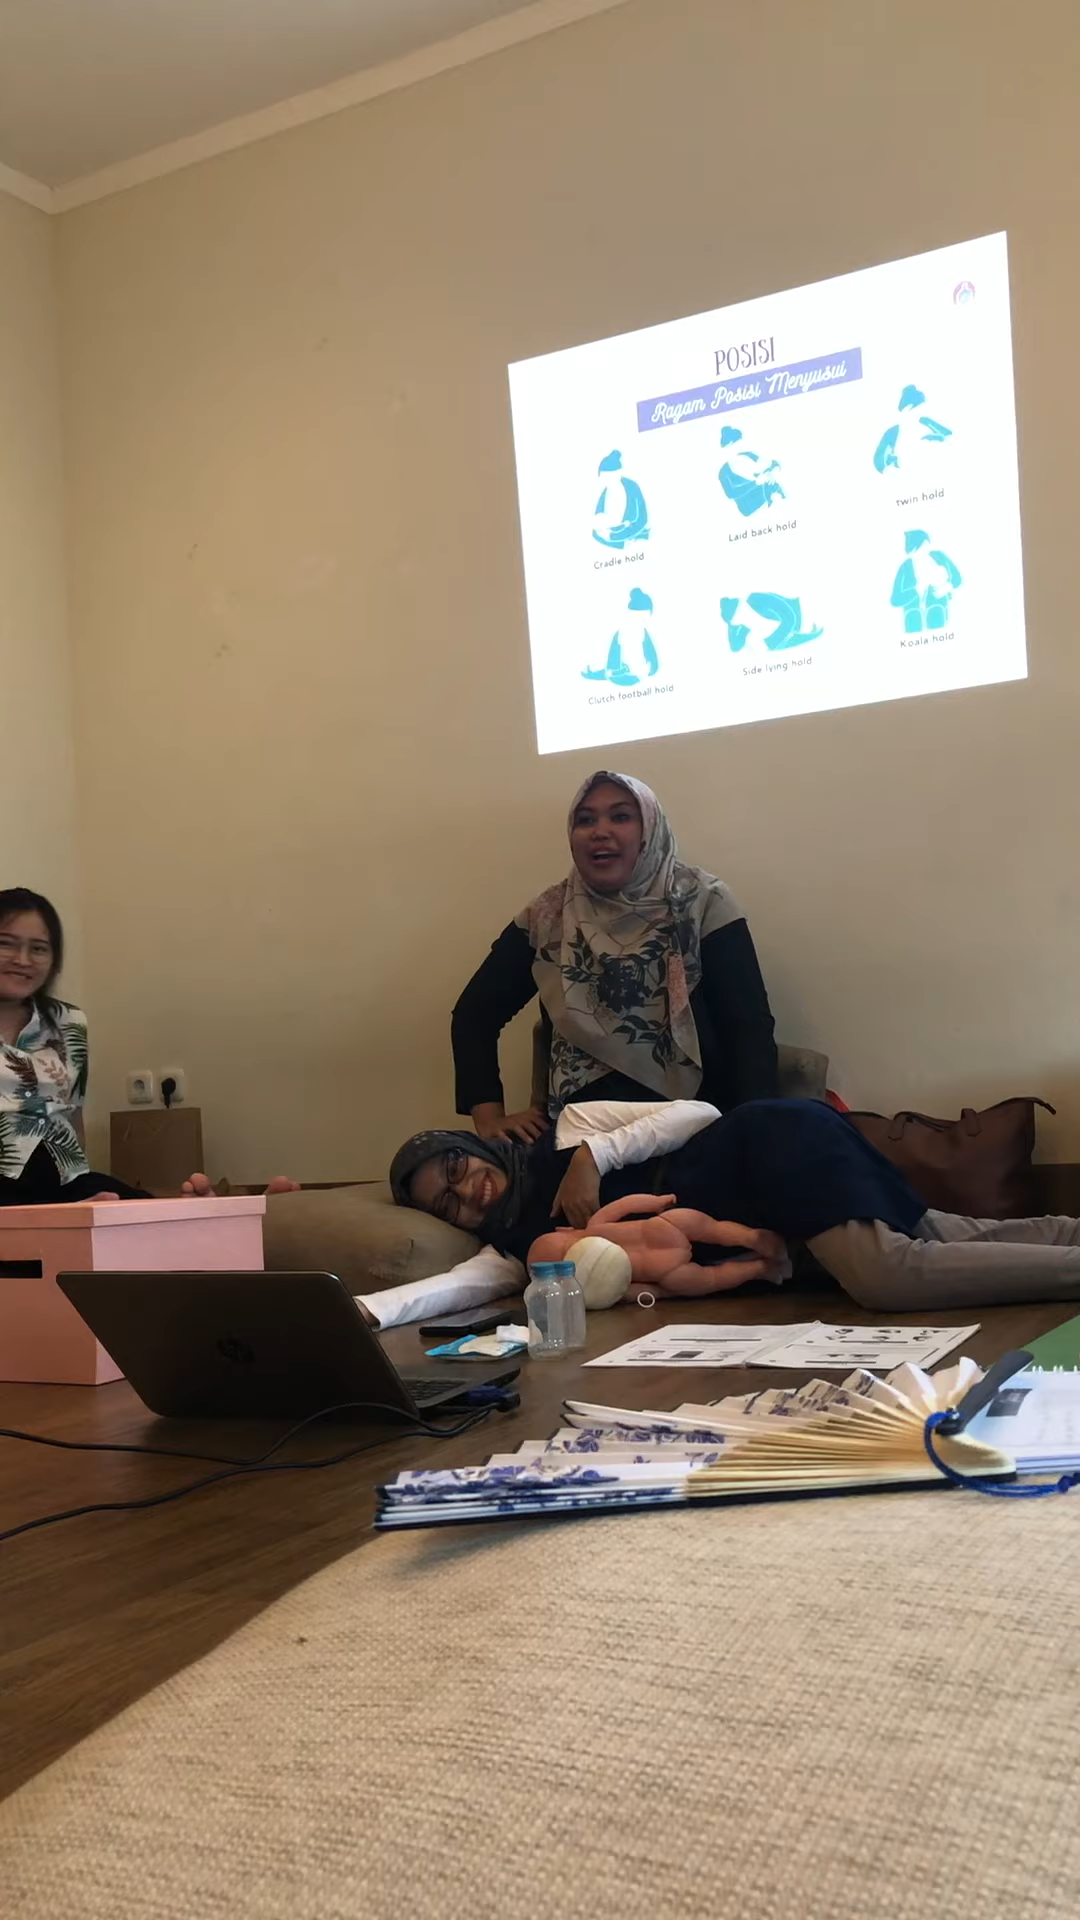 POSISI
Ragam Posisi Menyusui
Cradle hold
Laid back hold
Twin hold
Clutch football hold
Side lying hold
Koala hold